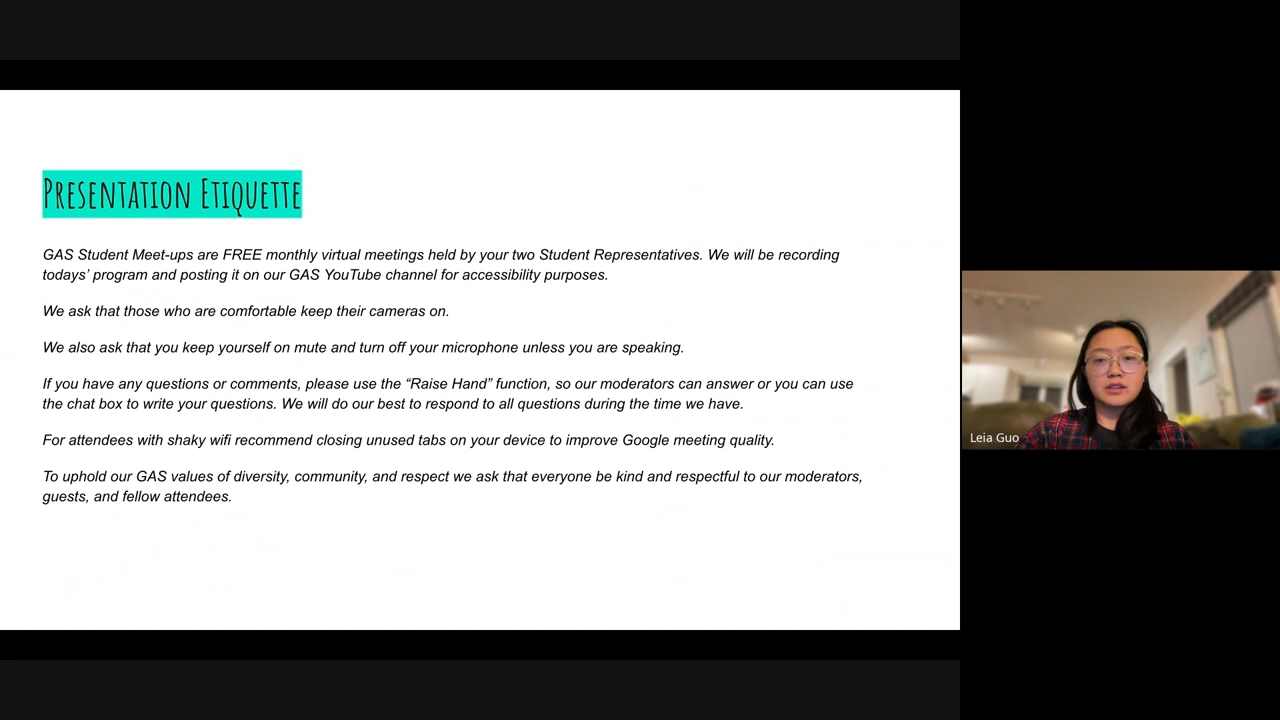 Presentation Etiquette
GAS Student Meet-ups are FREE monthly virtual meetings held by your two Student Representatives. We will be recording
todays’ program and posting it on our GAS YouTube channel for accessibility purposes.
We ask that those who are comfortable keep their cameras on.
We also ask that you keep yourself on mute and turn off your microphone unless you are speaking.
If you have any questions or comments, please use the “Raise Hand” function, so our moderators can answer or you can use
the chat box to write your questions. We will do our best to respond to all questions during the time we have.
For attendees with shaky wifi recommend closing unused tabs on your device to improve Google meeting quality.
To uphold our GAS values of diversity, community, and respect we ask that everyone be kind and respectful to our moderators,
guests, and fellow attendees.
Leia Guo